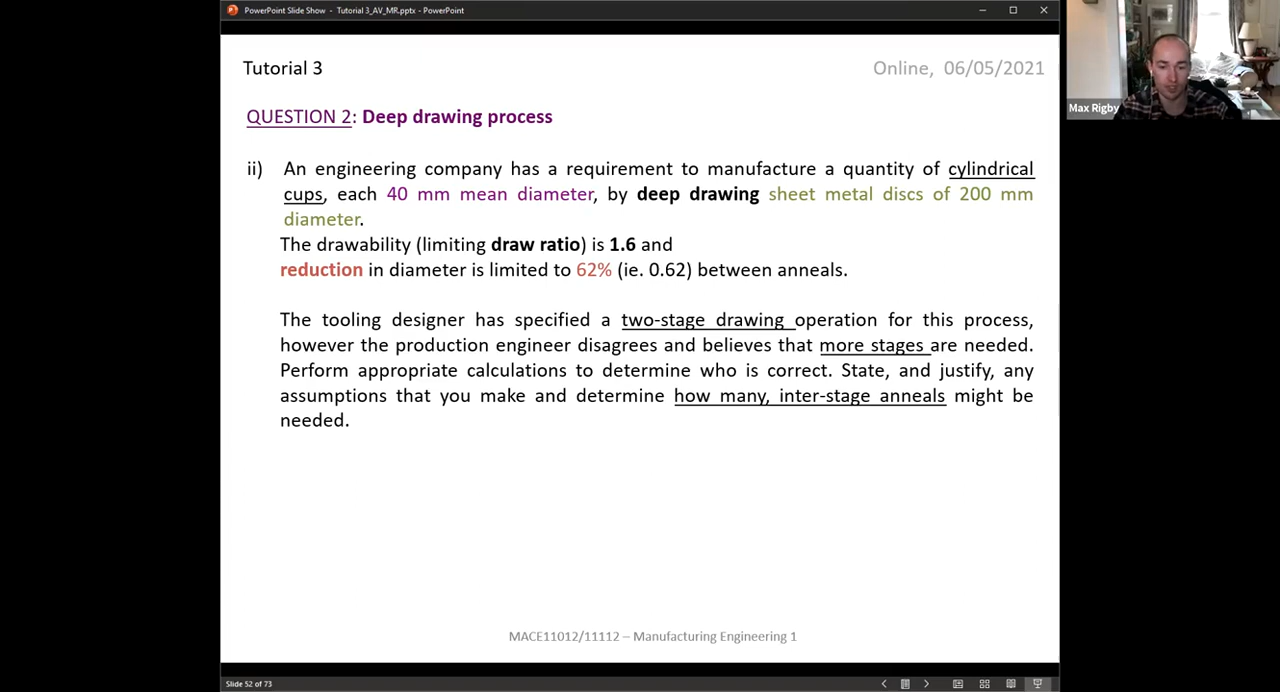 PowerPoint Slide Show - Tutorial 3_AV_MR.pptx - PowerPoint
Tutorial 3
Online, 06/05/2021
QUESTION 2: Deep drawing process
ii) An engineering company has a requirement to manufacture a quantity of cylindrical
cups, each 40 mm mean diameter, by deep drawing sheet metal discs of 200 mm
diameter.
The drawability (limiting draw ratio) is 1.6 and
reduction in diameter is limited to 62% (ie. 0.62) between anneals.
The tooling designer has specified a two-stage drawing operation for this process,
however the production engineer disagrees and believes that more stages are needed.
Perform appropriate calculations to determine who is correct. State, and justify, any
assumptions that you make and determine how many, inter-stage anneals might be
needed.
MACE11012/11112 – Manufacturing Engineering 1
Slide 52 of 73
Max Rigby